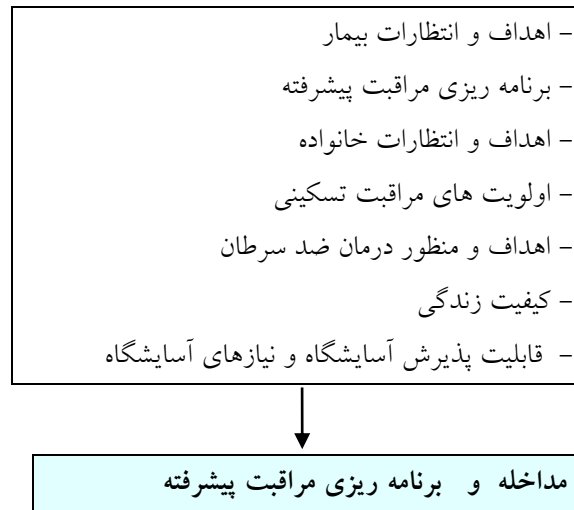 – اهداف و انتظارات بیمار
– برنامه ریزی مراقبت پیشرفته
– اهداف و انتظارات خانواده
– اولویت های مراقبت تسکینی
– اهداف و منظور درمان ضد سرطان
– کیفیت زندگی
– قابلیت پذیرش آسایشگاه و نیازهای آسایشگاه
مداخله و برنامه ریزی مراقبت پیشرفته